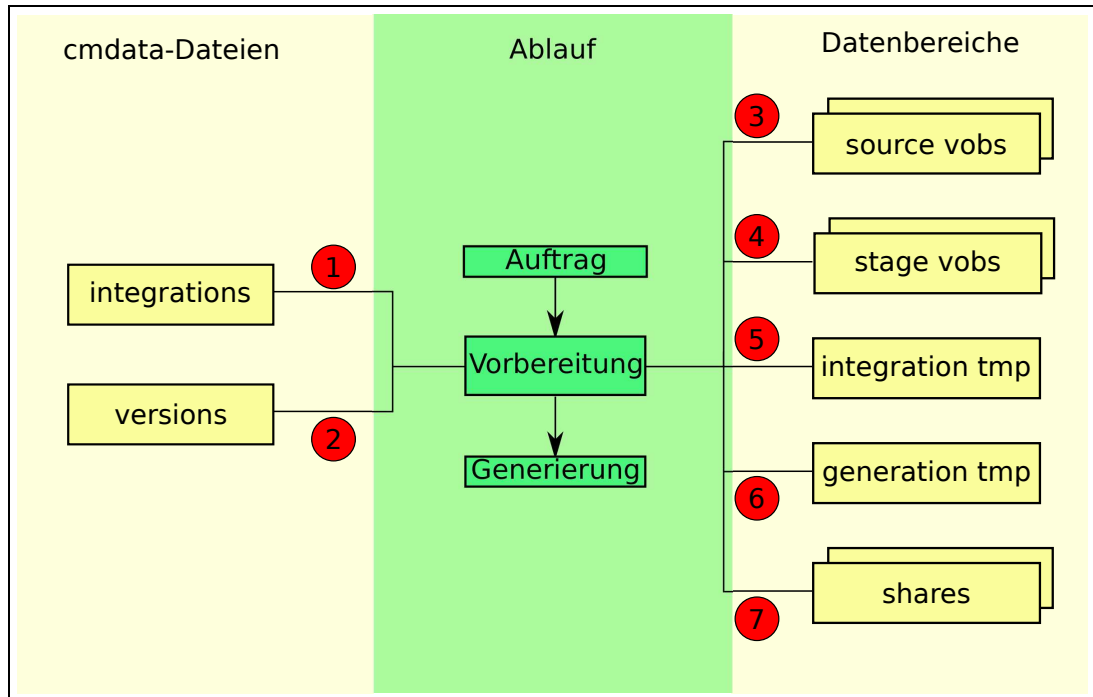 cmdata-Dateien
Ablauf
Datenbereiche
3
source vobs
4
stage vobs
1
integrations
Auftrag
5
Vorbereitung
integration tmp
versions
2
Generierung
generation tmp
6
shares
7